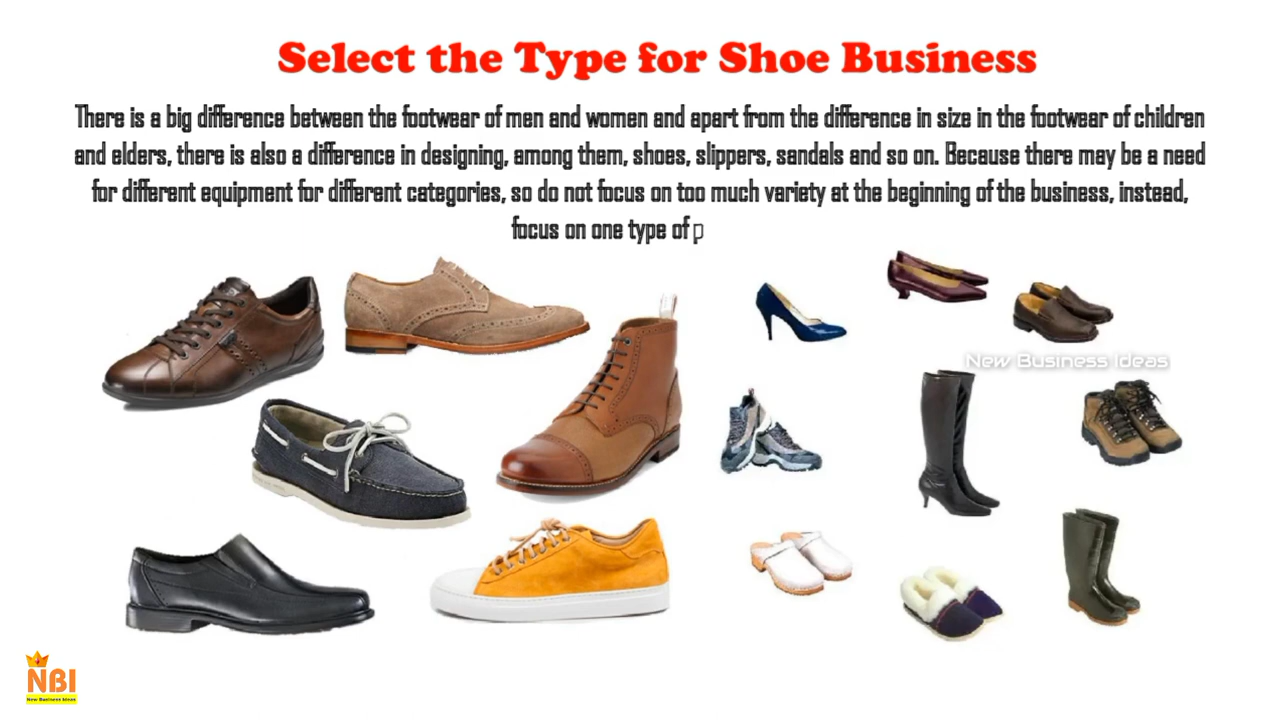 Select the Type for Shoe Business
There is a big difference between the footwear of men and women and apart from the difference in size in the footwear of children
and elders, there is also a difference in designing, among them, shoes, slippers, sandals and so on. Because there may be a need
for different equipment for different categories, so do not focus on too much variety at the beginning of the business, instead,
focus on one type of p
New Business Ideas
NBI
New Business Ideas